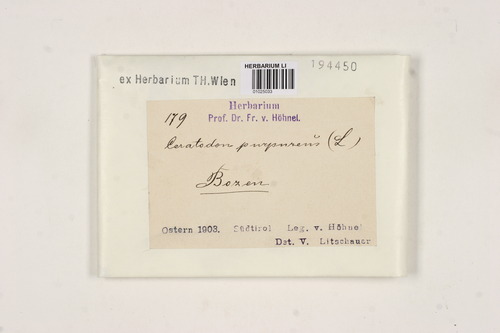 HERBARIUM LI
194450
ex Herbarium TH.Wien
01025033
Herbarium
179
Prof. Dr. Fr. v. Höhnel.
Ceratodon purpureus (L)
Bozen
Ostern 1903. Südtirol Leg. v. Höhnel
Det. V. Litschauer